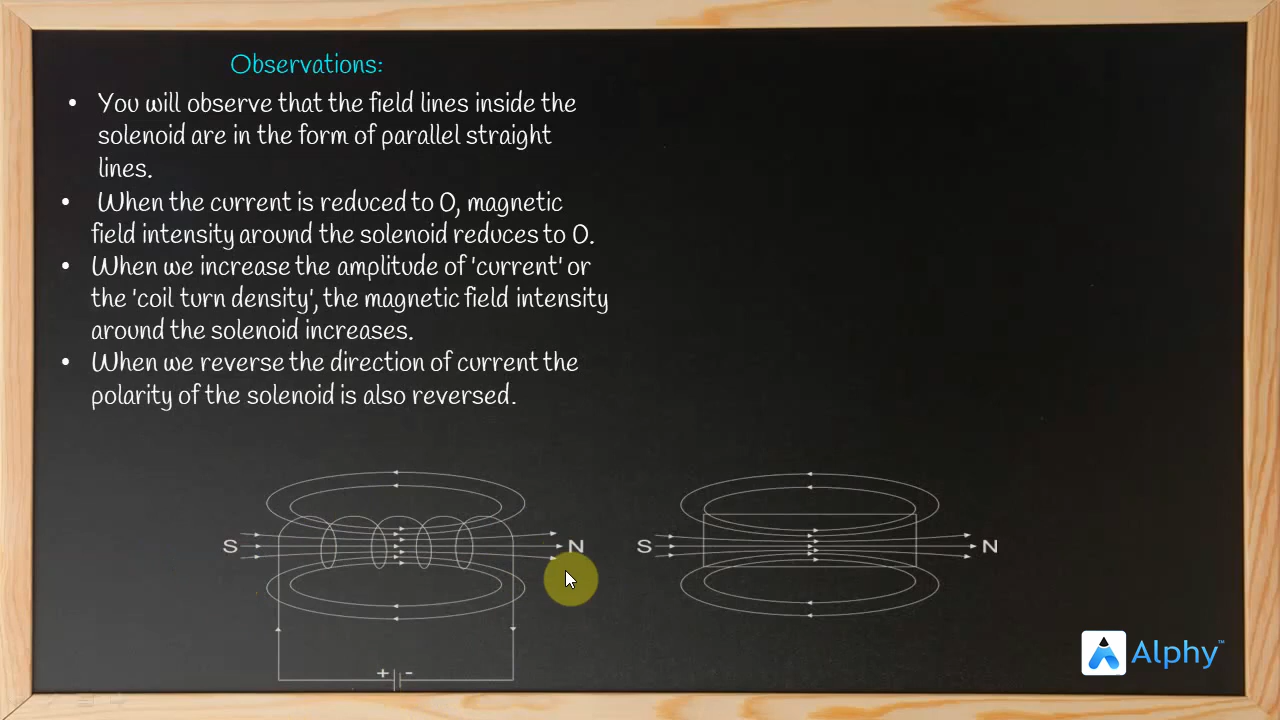 Observations:
• You will observe that the field lines inside the
solenoid are in the form of parallel straight
lines.
• When the current is reduced to 0, magnetic
field intensity around the solenoid reduces to 0.
• When we increase the amplitude of 'current' or
the 'coil turn density', the magnetic field intensity
around the solenoid increases.
• When we reverse the direction of current the
polarity of the solenoid is also reversed.
S N S N
+ -
Alphy™